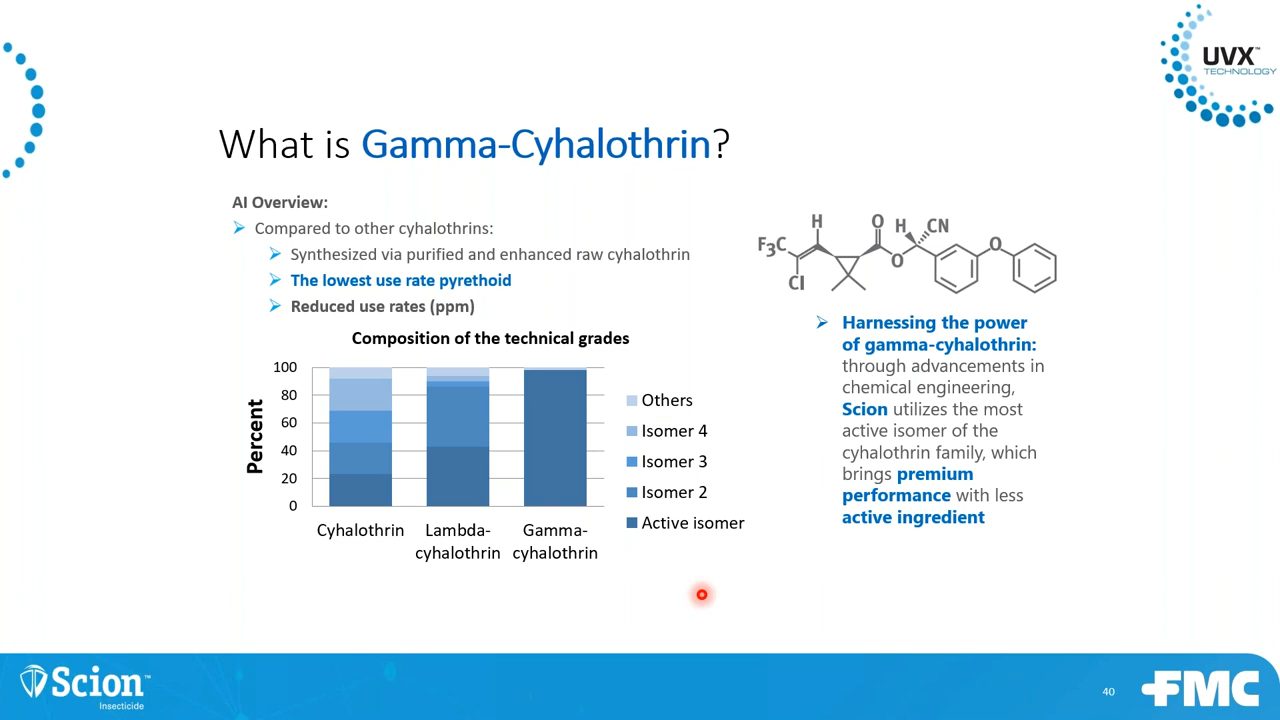 UVX™
TECHNOLOGY
What is Gamma-Cyhalothrin?
AI Overview:
Compared to other cyhalothrins:
Synthesized via purified and enhanced raw cyhalothrin
The lowest use rate pyrethoid
Reduced use rates (ppm)
Composition of the technical grades
Percent
100
80
60
40
20
0
Cyhalothrin
Lambda-
cyhalothrin
Gamma-
cyhalothrin
Others
Isomer 4
Isomer 3
Isomer 2
Active isomer
H
O
H
CN
F₃C
O
O
Cl
Harnessing the power
of gamma-cyhalothrin:
through advancements in
chemical engineering,
Scion utilizes the most
active isomer of the
cyhalothrin family, which
brings premium
performance with less
active ingredient
Scion™
Insecticide
40
FMC